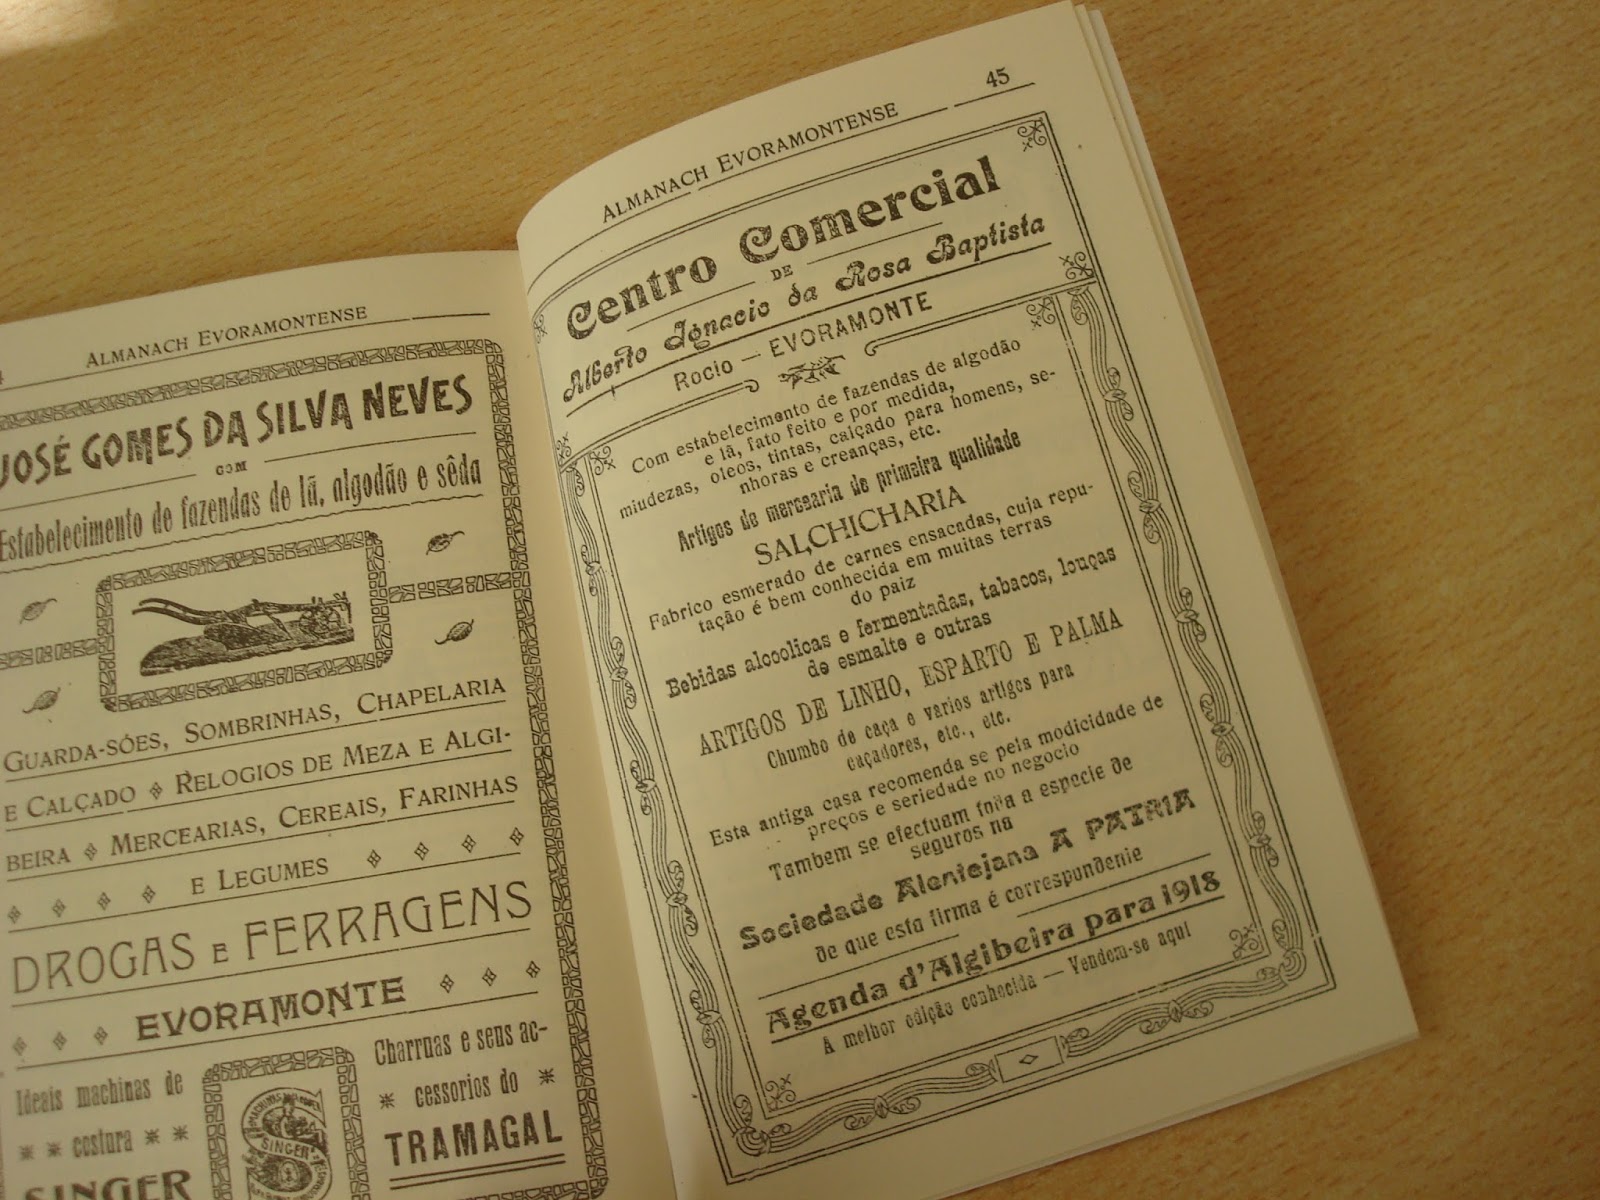 ALMANACH EVORAMONTENSE
JOSÉ GOMES DA SILVA NEVES
COM
Estabelecimento de fazendas de lã, algodão e sêda
GUARDA-SÓES, SOMBRINHAS, CHAPELARIA
E CALÇADO RELOGIOS DE MEZA E ALGI-
BEIRA MERCEARIAS, CEREAIS, FARINHAS
E LEGUMES
DROGAS E FERRAGENS
EVORAMONTE
Ideais machinas de
costura
SINGER
SINGER
Charruas e seus ac-
cessorios do
TRAMAGAL
ALMANACH EVORAMONTENSE 45
Centro Comercial
DE
Alberto Ignacio da Rosa Baptista
ROCIO — EVORAMONTE
Com estabelecimento de fazendas de algodão
e lã, fato feito e por medida,
miudezas, oleos, tintas, calçado para homens, se-
nhoras e creanças, etc.
Artigos de mercearia de primeira qualidade
SALCHICHARIA
Fabrico esmerado de carnes ensacadas, cuja repu-
tação é bem conhecida em muitas terras
do paiz
Bebidas alcoolicas e fermentadas, tabacos, louças
de esmalte e outras
ARTIGOS DE LINHO, ESPARTO E PALMA
Chumbo de caça e varios artigos para
caçadores, etc., etc.
Esta antiga casa recomenda se pela modicidade de
preços e seriedade no negocio
Tambem se efectuam toda a especie de
seguros na
Sociedade Alentejana A PATRIA
de que esta firma é correspondente
Agenda d'Algibeira para 1918
A melhor edição conhecida — Vendem-se aqui